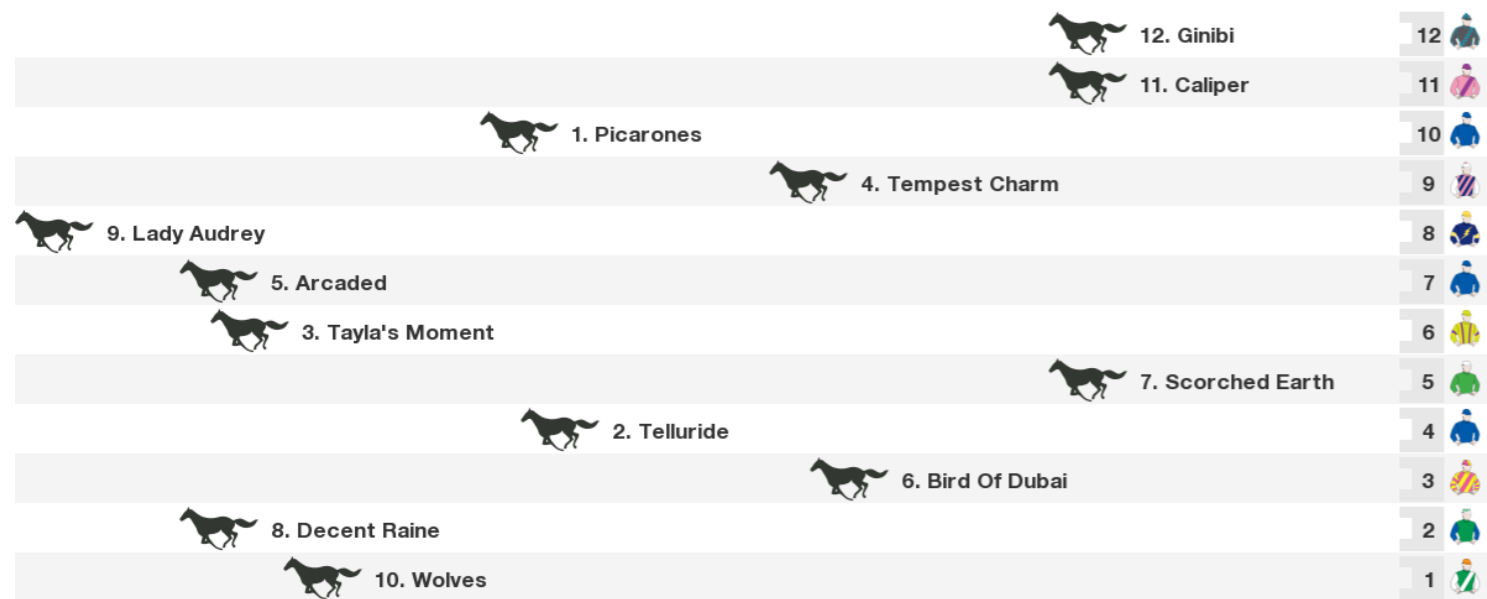 12. Ginibi 12
11. Caliper 11
1. Picarones 10
4. Tempest Charm 9
9. Lady Audrey 8
5. Arcaded 7
3. Tayla's Moment 6
7. Scorched Earth 5
2. Telluride 4
6. Bird Of Dubai 3
8. Decent Raine 2
10. Wolves 1